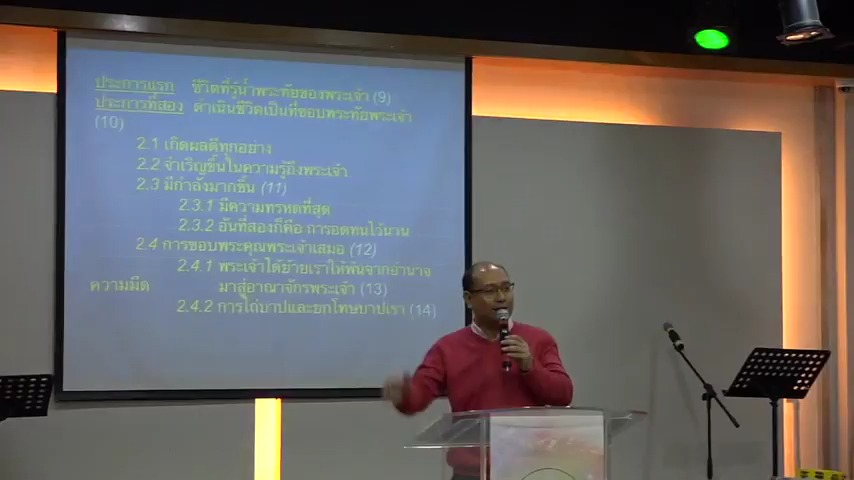 ประการแรก ชีวิตที่รู้น้ำพระทัยของพระเจ้า (9)
ประการที่สอง ดำเนินชีวิตเป็นที่ชอบพระทัยพระเจ้า
(10)
2.1 เกิดผลดีทุกอย่าง
2.2 จำเริญขึ้นในความรู้ถึงพระเจ้า
2.3 มีกำลังมากขึ้น (11)
2.3.1 มีความทรหดที่สุด
2.3.2 อันที่สองก็คือ การอดทนไว้นาน
2.4 การขอบพระคุณพระเจ้าเสมอ (12)
2.4.1 พระเจ้าได้ย้ายเราให้พ้นจากอำนาจ
ความมืด มาสู่อาณาจักรพระเจ้า (13)
2.4.2 การไถ่บาปและยกโทษบาปเรา (14)